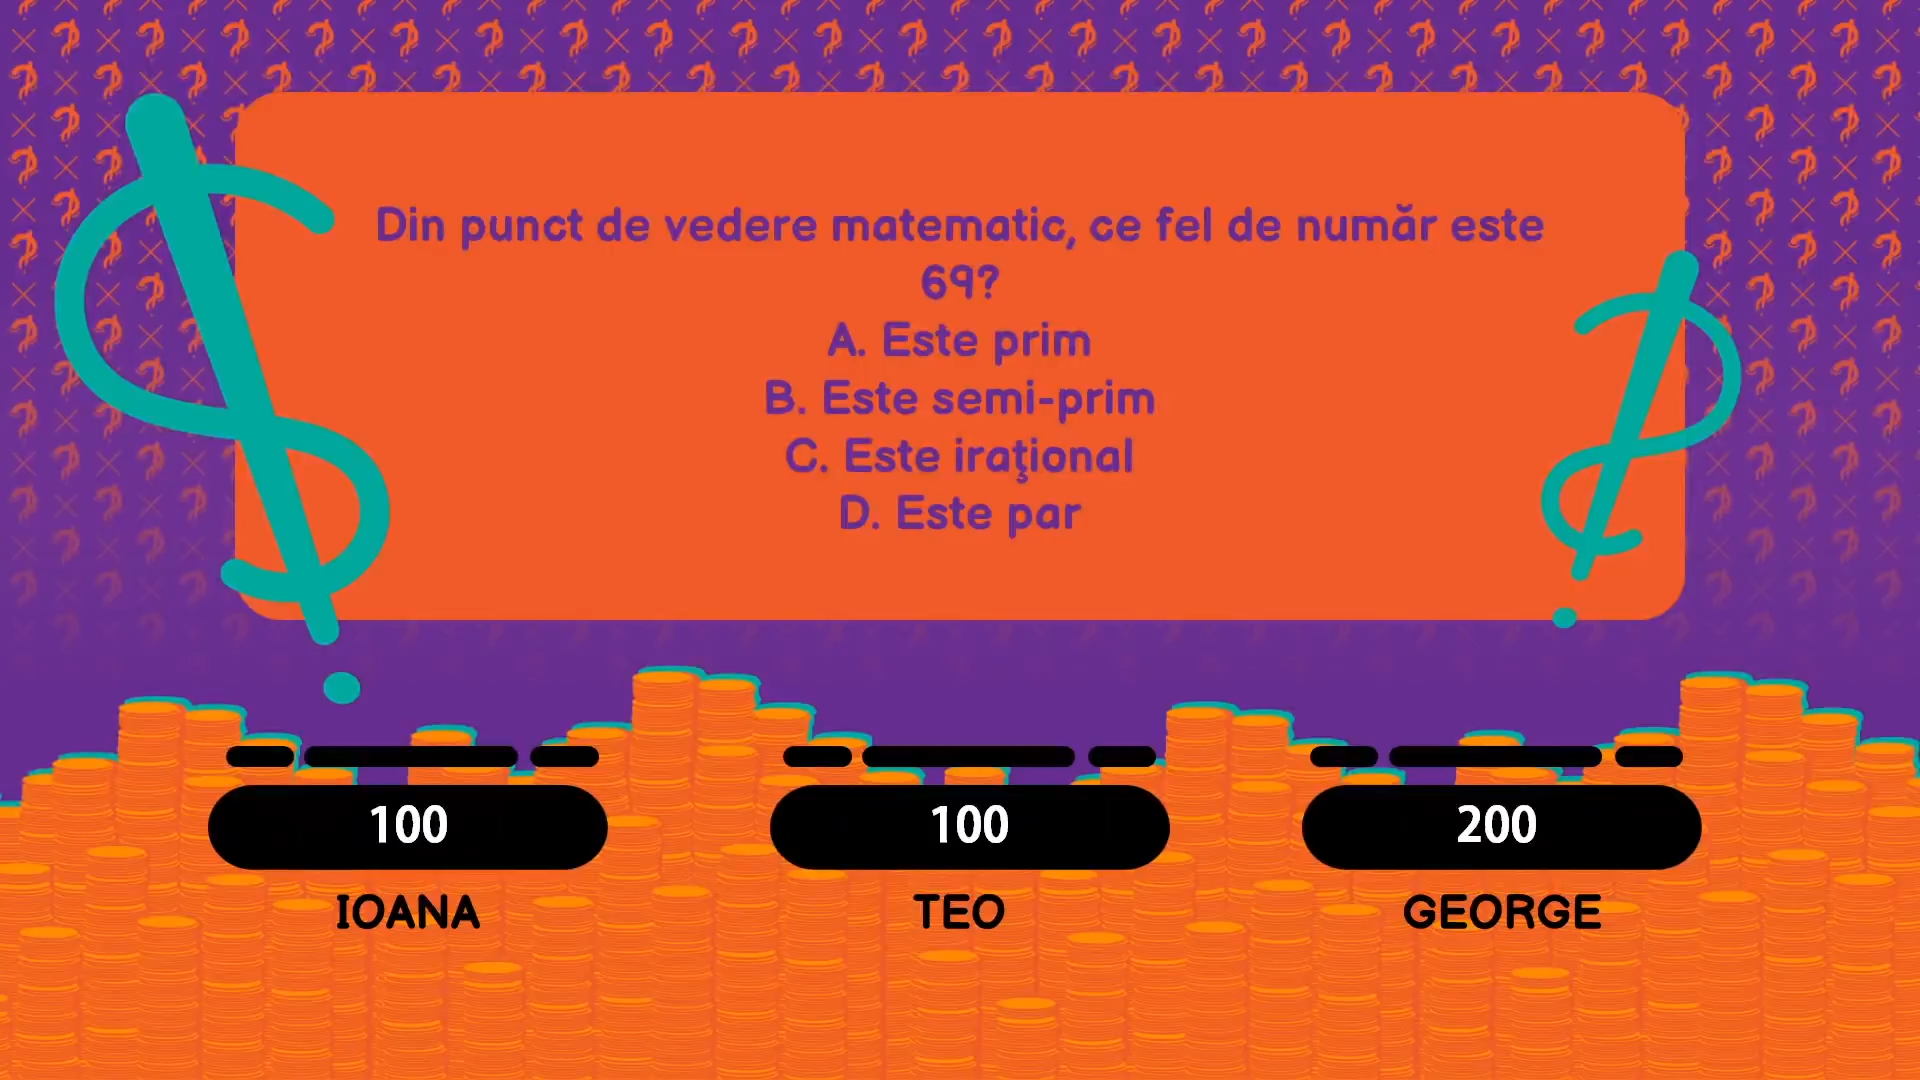 Din punct de vedere matematic, ce fel de număr este
69?
A. Este prim
B. Este semi-prim
C. Este iraţional
D. Este par
100
100
200
IOANA
TEO
GEORGE